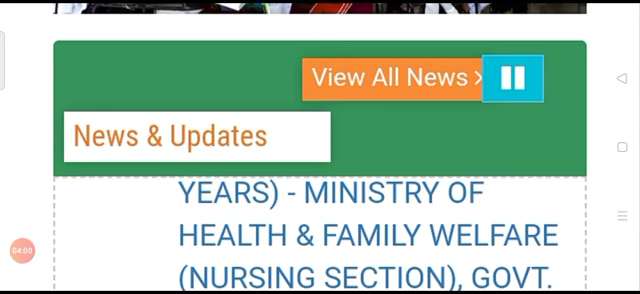 View All News >
News & Updates
YEARS) - MINISTRY OF
HEALTH & FAMILY WELFARE
(NURSING SECTION), GOVT.
04:00